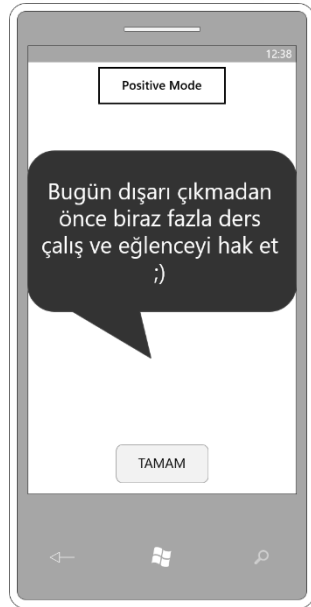 12:38
Positive Mode
Bugün dışarı çıkmadan
önce biraz fazla ders
çalış ve eğlenceyi hak et
;)
TAMAM